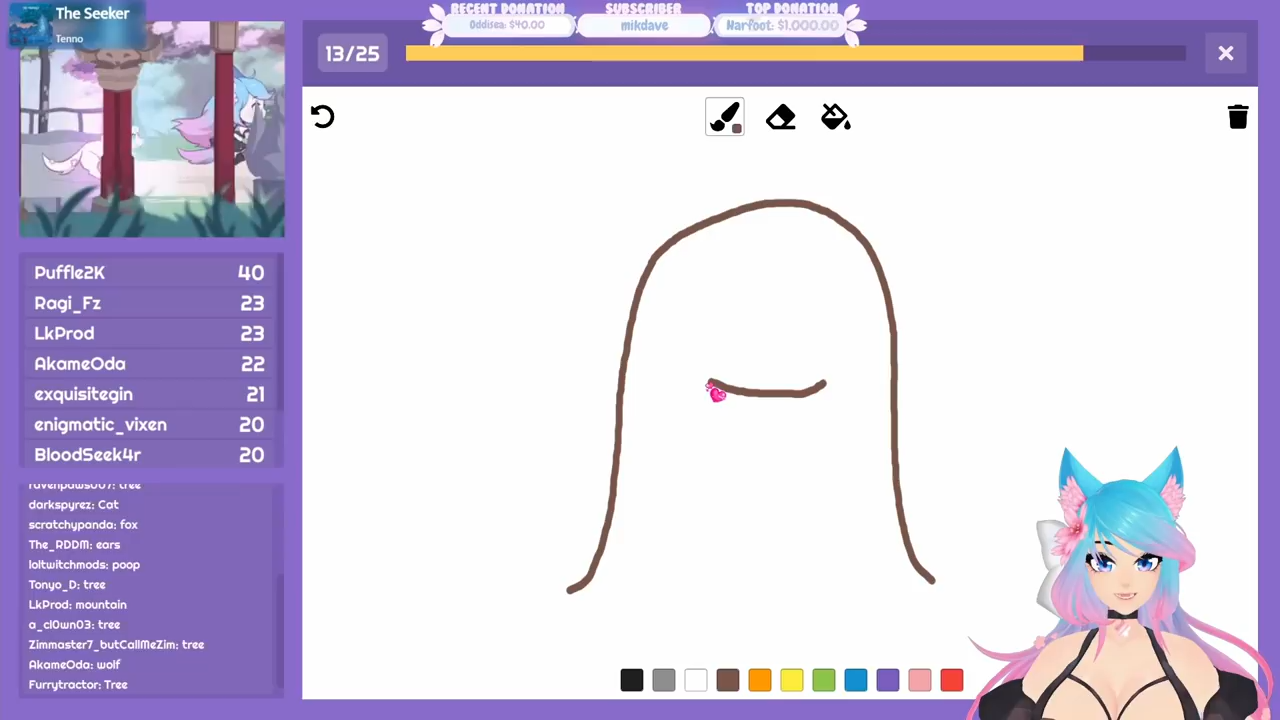 The Seeker
Tenno
RECENT DONATION
Oddisea: $40.00
SUBSCRIBER
mikdave
TOP DONATION
Narfoot: $1,000.00
13/25
Puffle2K 40
Ragi_Fz 23
LkProd 23
AkameOda 22
exquisitegin 21
enigmatic_vixen 20
BloodSeek4r 20
ravenpaws007: tree
darkspyrez: Cat
scratchypanda: fox
The_RDDM: ears
loltwitchmods: poop
Tonyo_D: tree
LkProd: mountain
a_cl0wn03: tree
Zimmaster7_butCallMeZim: tree
AkameOda: wolf
Furrytractor: Tree